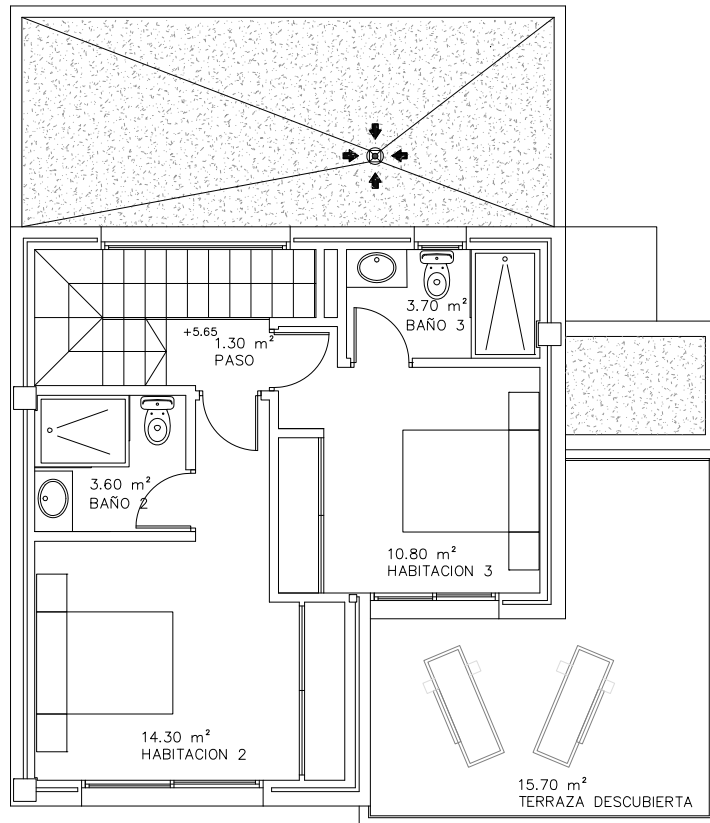 3.70 m²
BAÑO 3
+5.65
1.30 m²
PASO
3.60 m²
BAÑO 2
10.80 m²
HABITACION 3
14.30 m²
HABITACION 2
15.70 m²
TERRAZA DESCUBIERTA